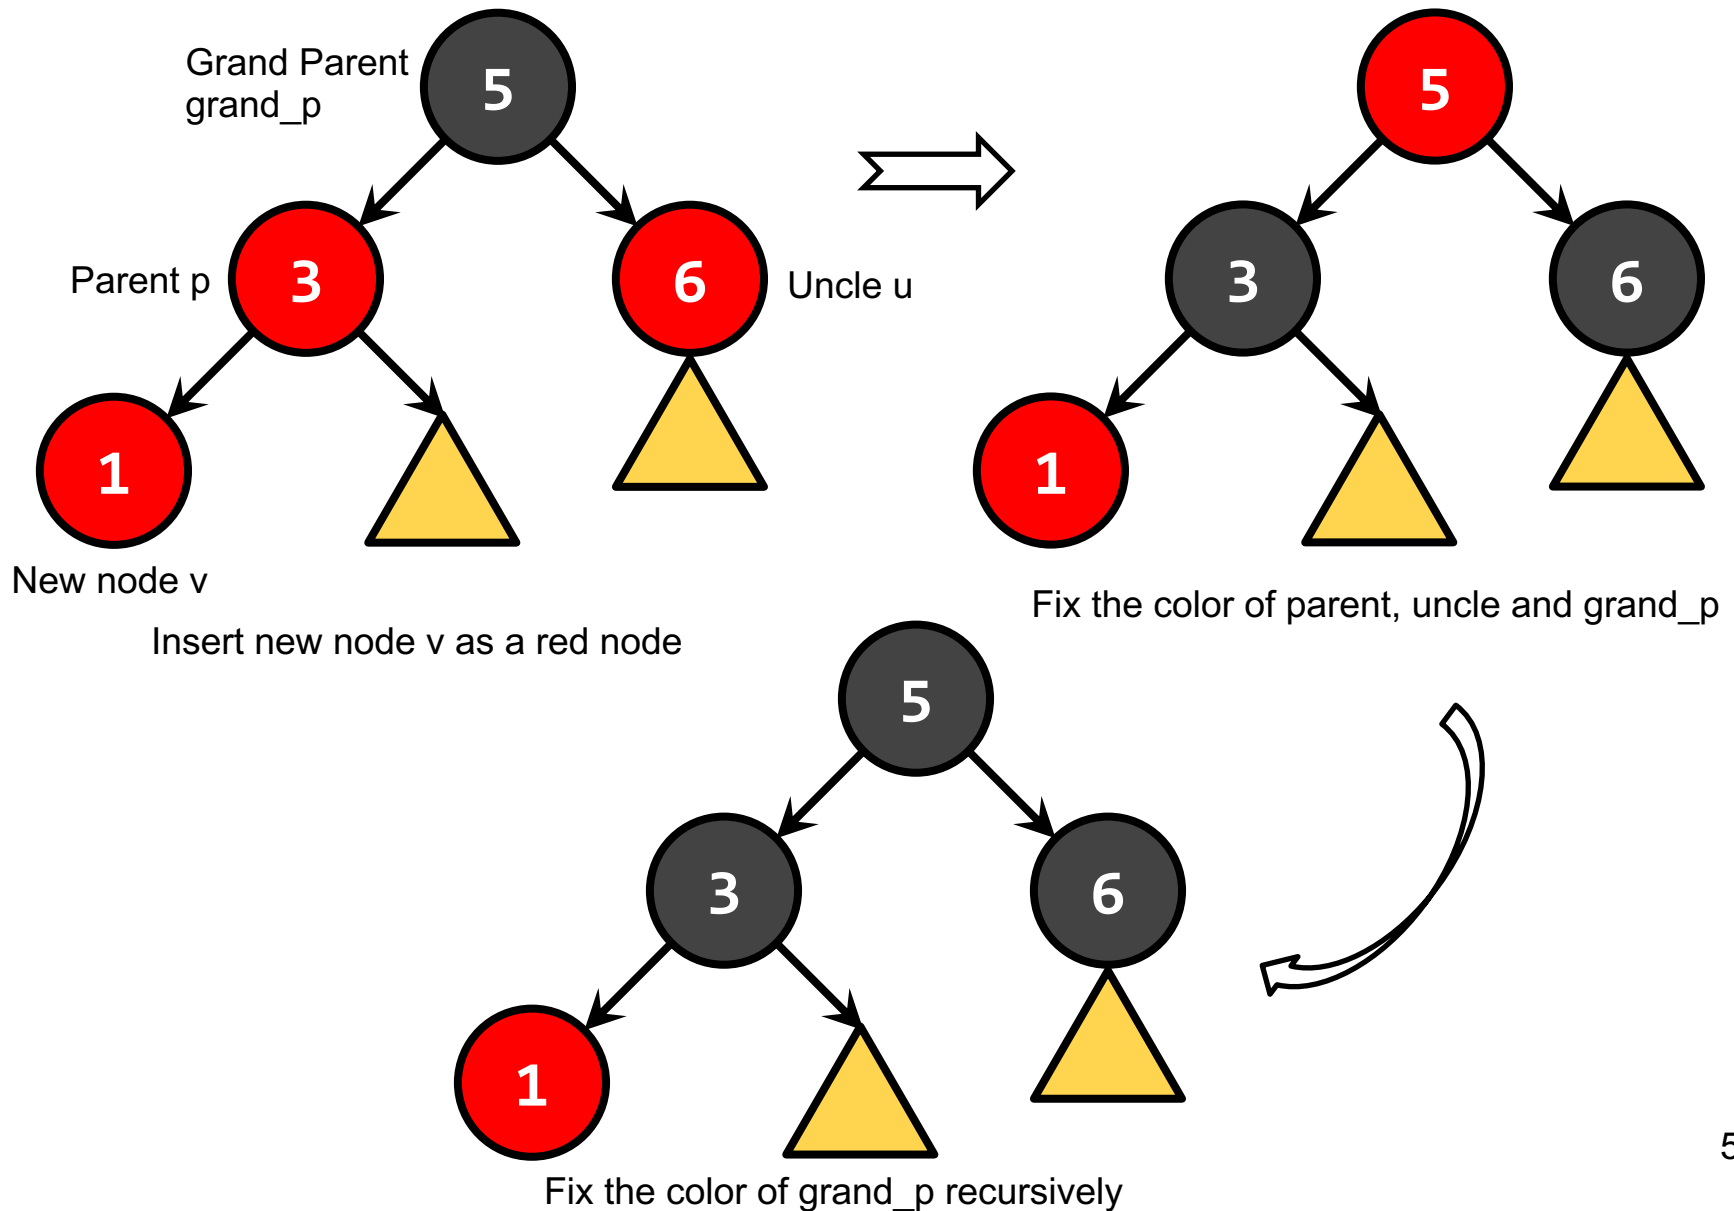 Grand Parent
grand_p
5
Parent p
3
6
Uncle u
1
New node v
Insert new node v as a red node
5
3
6
1
Fix the color of parent, uncle and grand_p
5
3
6
1
Fix the color of grand_p recursively
5